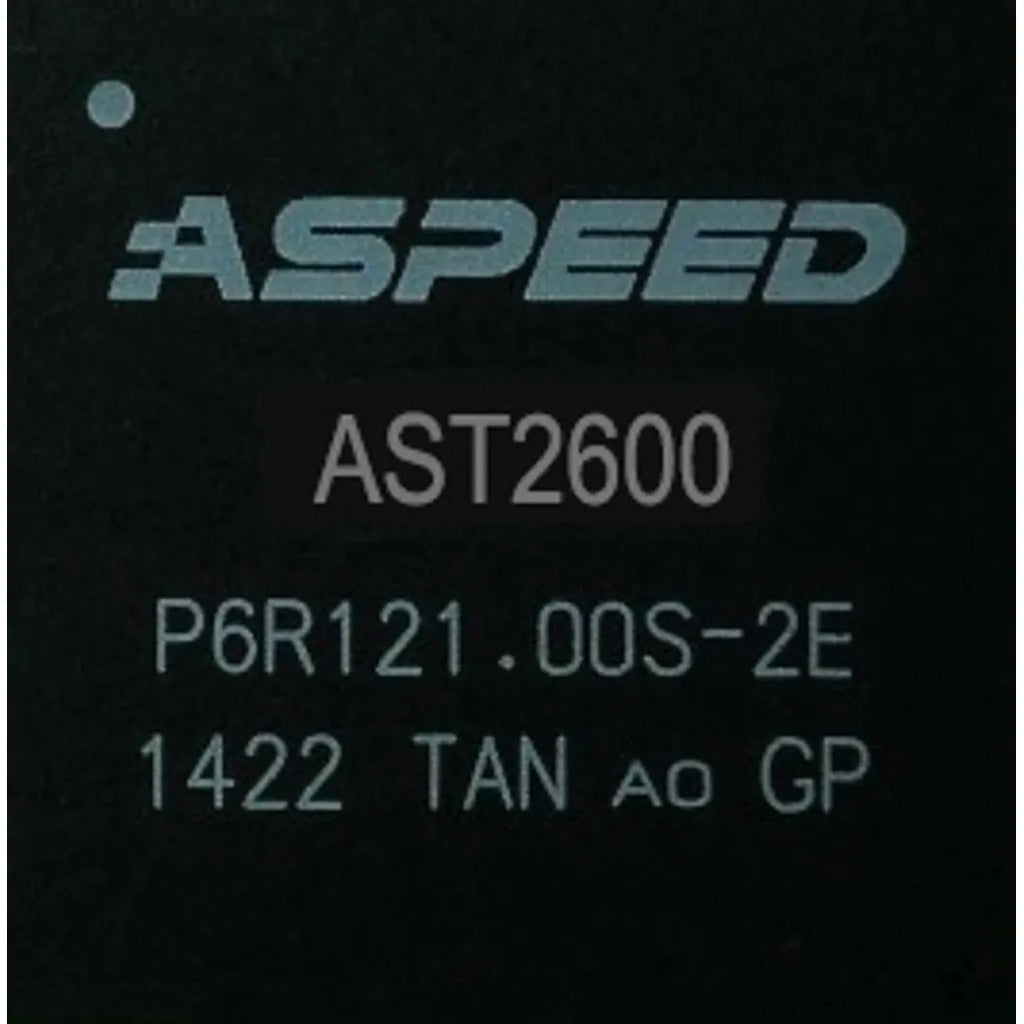 ASPEED
AST2600
P6R121.00S-2E
1422 TAN A0 GP